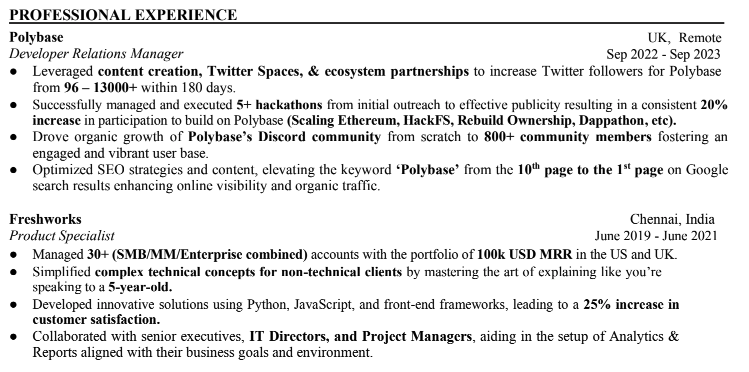 PROFESSIONAL EXPERIENCE
Polybase UK, Remote
Developer Relations Manager Sep 2022 - Sep 2023
● Leveraged content creation, Twitter Spaces, & ecosystem partnerships to increase Twitter followers for Polybase
from 96 – 13000+ within 180 days.
● Successfully managed and executed 5+ hackathons from initial outreach to effective publicity resulting in a consistent 20%
increase in participation to build on Polybase (Scaling Ethereum, HackFS, Rebuild Ownership, Dappathon, etc).
● Drove organic growth of Polybase’s Discord community from scratch to 800+ community members fostering an
engaged and vibrant user base.
● Optimized SEO strategies and content, elevating the keyword ‘Polybase’ from the 10th page to the 1st page on Google
search results enhancing online visibility and organic traffic.
Freshworks Chennai, India
Product Specialist June 2019 - June 2021
● Managed 30+ (SMB/MM/Enterprise combined) accounts with the portfolio of 100k USD MRR in the US and UK.
● Simplified complex technical concepts for non-technical clients by mastering the art of explaining like you’re
speaking to a 5-year-old.
● Developed innovative solutions using Python, JavaScript, and front-end frameworks, leading to a 25% increase in
customer satisfaction.
● Collaborated with senior executives, IT Directors, and Project Managers, aiding in the setup of Analytics &
Reports aligned with their business goals and environment.